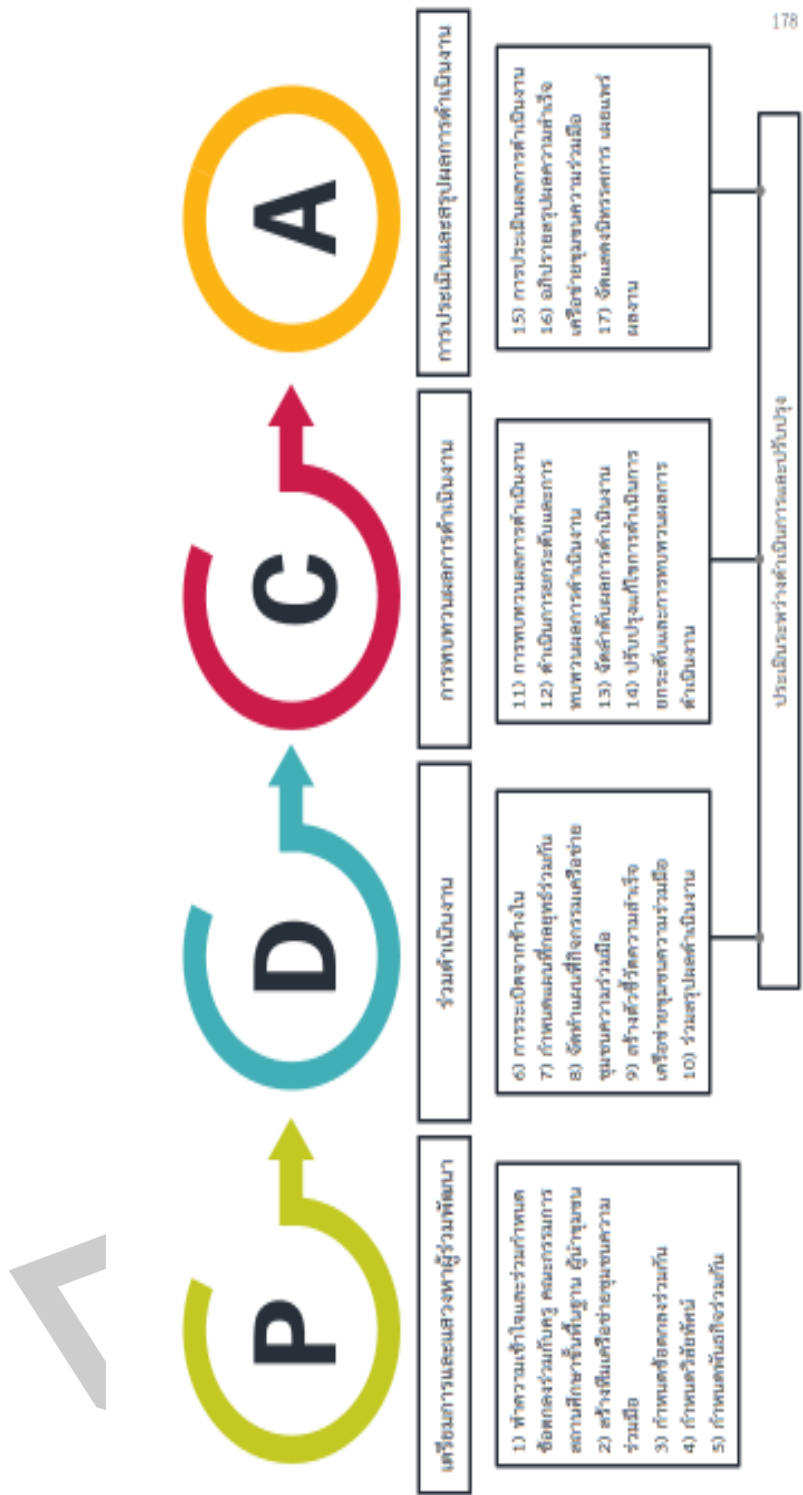 P
เตรียมการและแสวงหาผู้ร่วมพัฒนา
1) ทำความเข้าใจและร่วมกำหนด
ข้อตกลงร่วมกับครู คณะกรรมการ
สถานศึกษาขั้นพื้นฐาน ผู้นำชุมชน
2) สร้างทีมเครือข่ายชุมชนความ
ร่วมมือ
3) กำหนดข้อตกลงร่วมกัน
4) กำหนดวิสัยทัศน์
5) กำหนดพันธกิจร่วมกัน
D
ร่วมดำเนินงาน
6) การระเบิดจากข้างใน
7) กำหนดแผนที่กลยุทธ์ร่วมกัน
8) จัดทำแผนที่กิจกรรมเครือข่าย
ชุมชนความร่วมมือ
9) สร้างตัวชี้วัดความสำเร็จ
เครือข่ายชุมชนความร่วมมือ
10) ร่วมสรุปผลดำเนินงาน
C
การทบทวนผลการดำเนินงาน
11) การทบทวนผลการดำเนินงาน
12) ดำเนินการยกระดับและการ
ทบทวนผลการดำเนินงาน
13) จัดลำดับผลการดำเนินงาน
14) ปรับปรุงแก้ไขการดำเนินการ
ยกระดับและการทบทวนผลการ
ดำเนินงาน
A
การประเมินและสรุปผลการดำเนินงาน
15) การประเมินผลการดำเนินงาน
16) อภิปรายสรุปผลความสำเร็จ
เครือข่ายชุมชนความร่วมมือ
17) จัดแสดงนิทรรศการ เผยแพร่
ผลงาน
ประเมินระหว่างดำเนินการและปรับปรุง
178